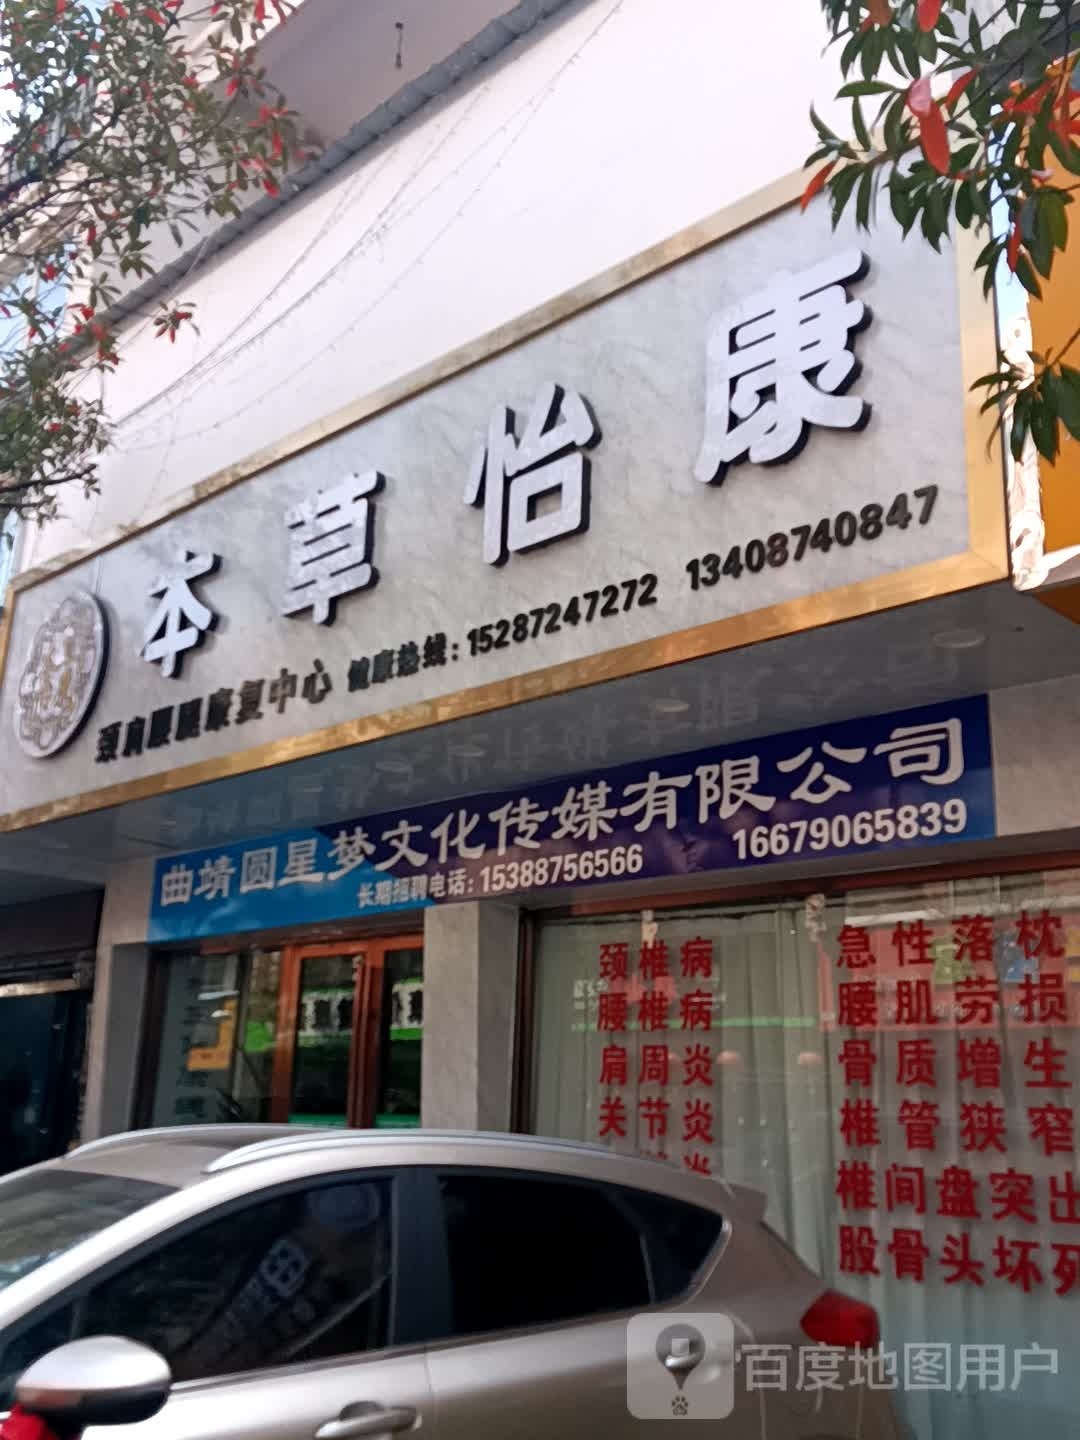 本草怡康
颈肩腰腿康复中心 健康热线:15287247272 13408740847
曲靖圆星梦文化传媒有限公司
长期招聘电话:15388756566 16679065839
颈椎病
腰椎病
肩周炎
关节炎
急性落枕
腰肌劳损
骨质增生
椎管狭窄
椎间盘突出
股骨头坏死
百度地图用户